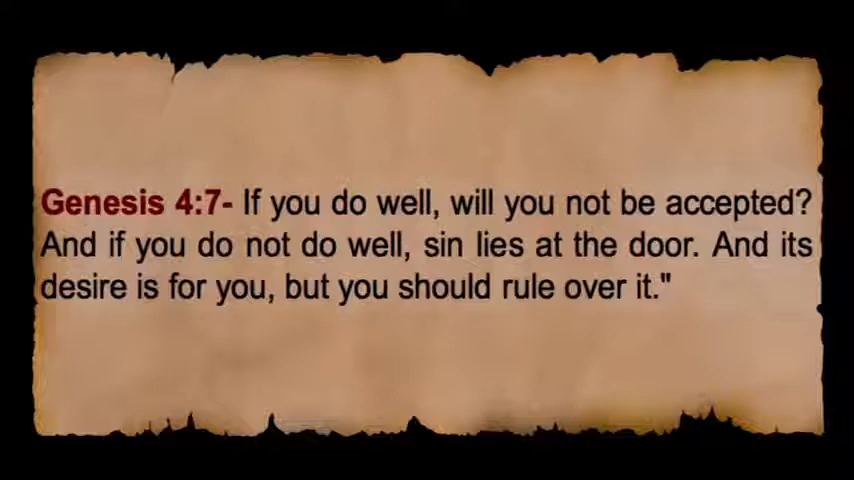 Genesis 4:7- If you do well, will you not be accepted?
And if you do not do well, sin lies at the door. And its
desire is for you, but you should rule over it."